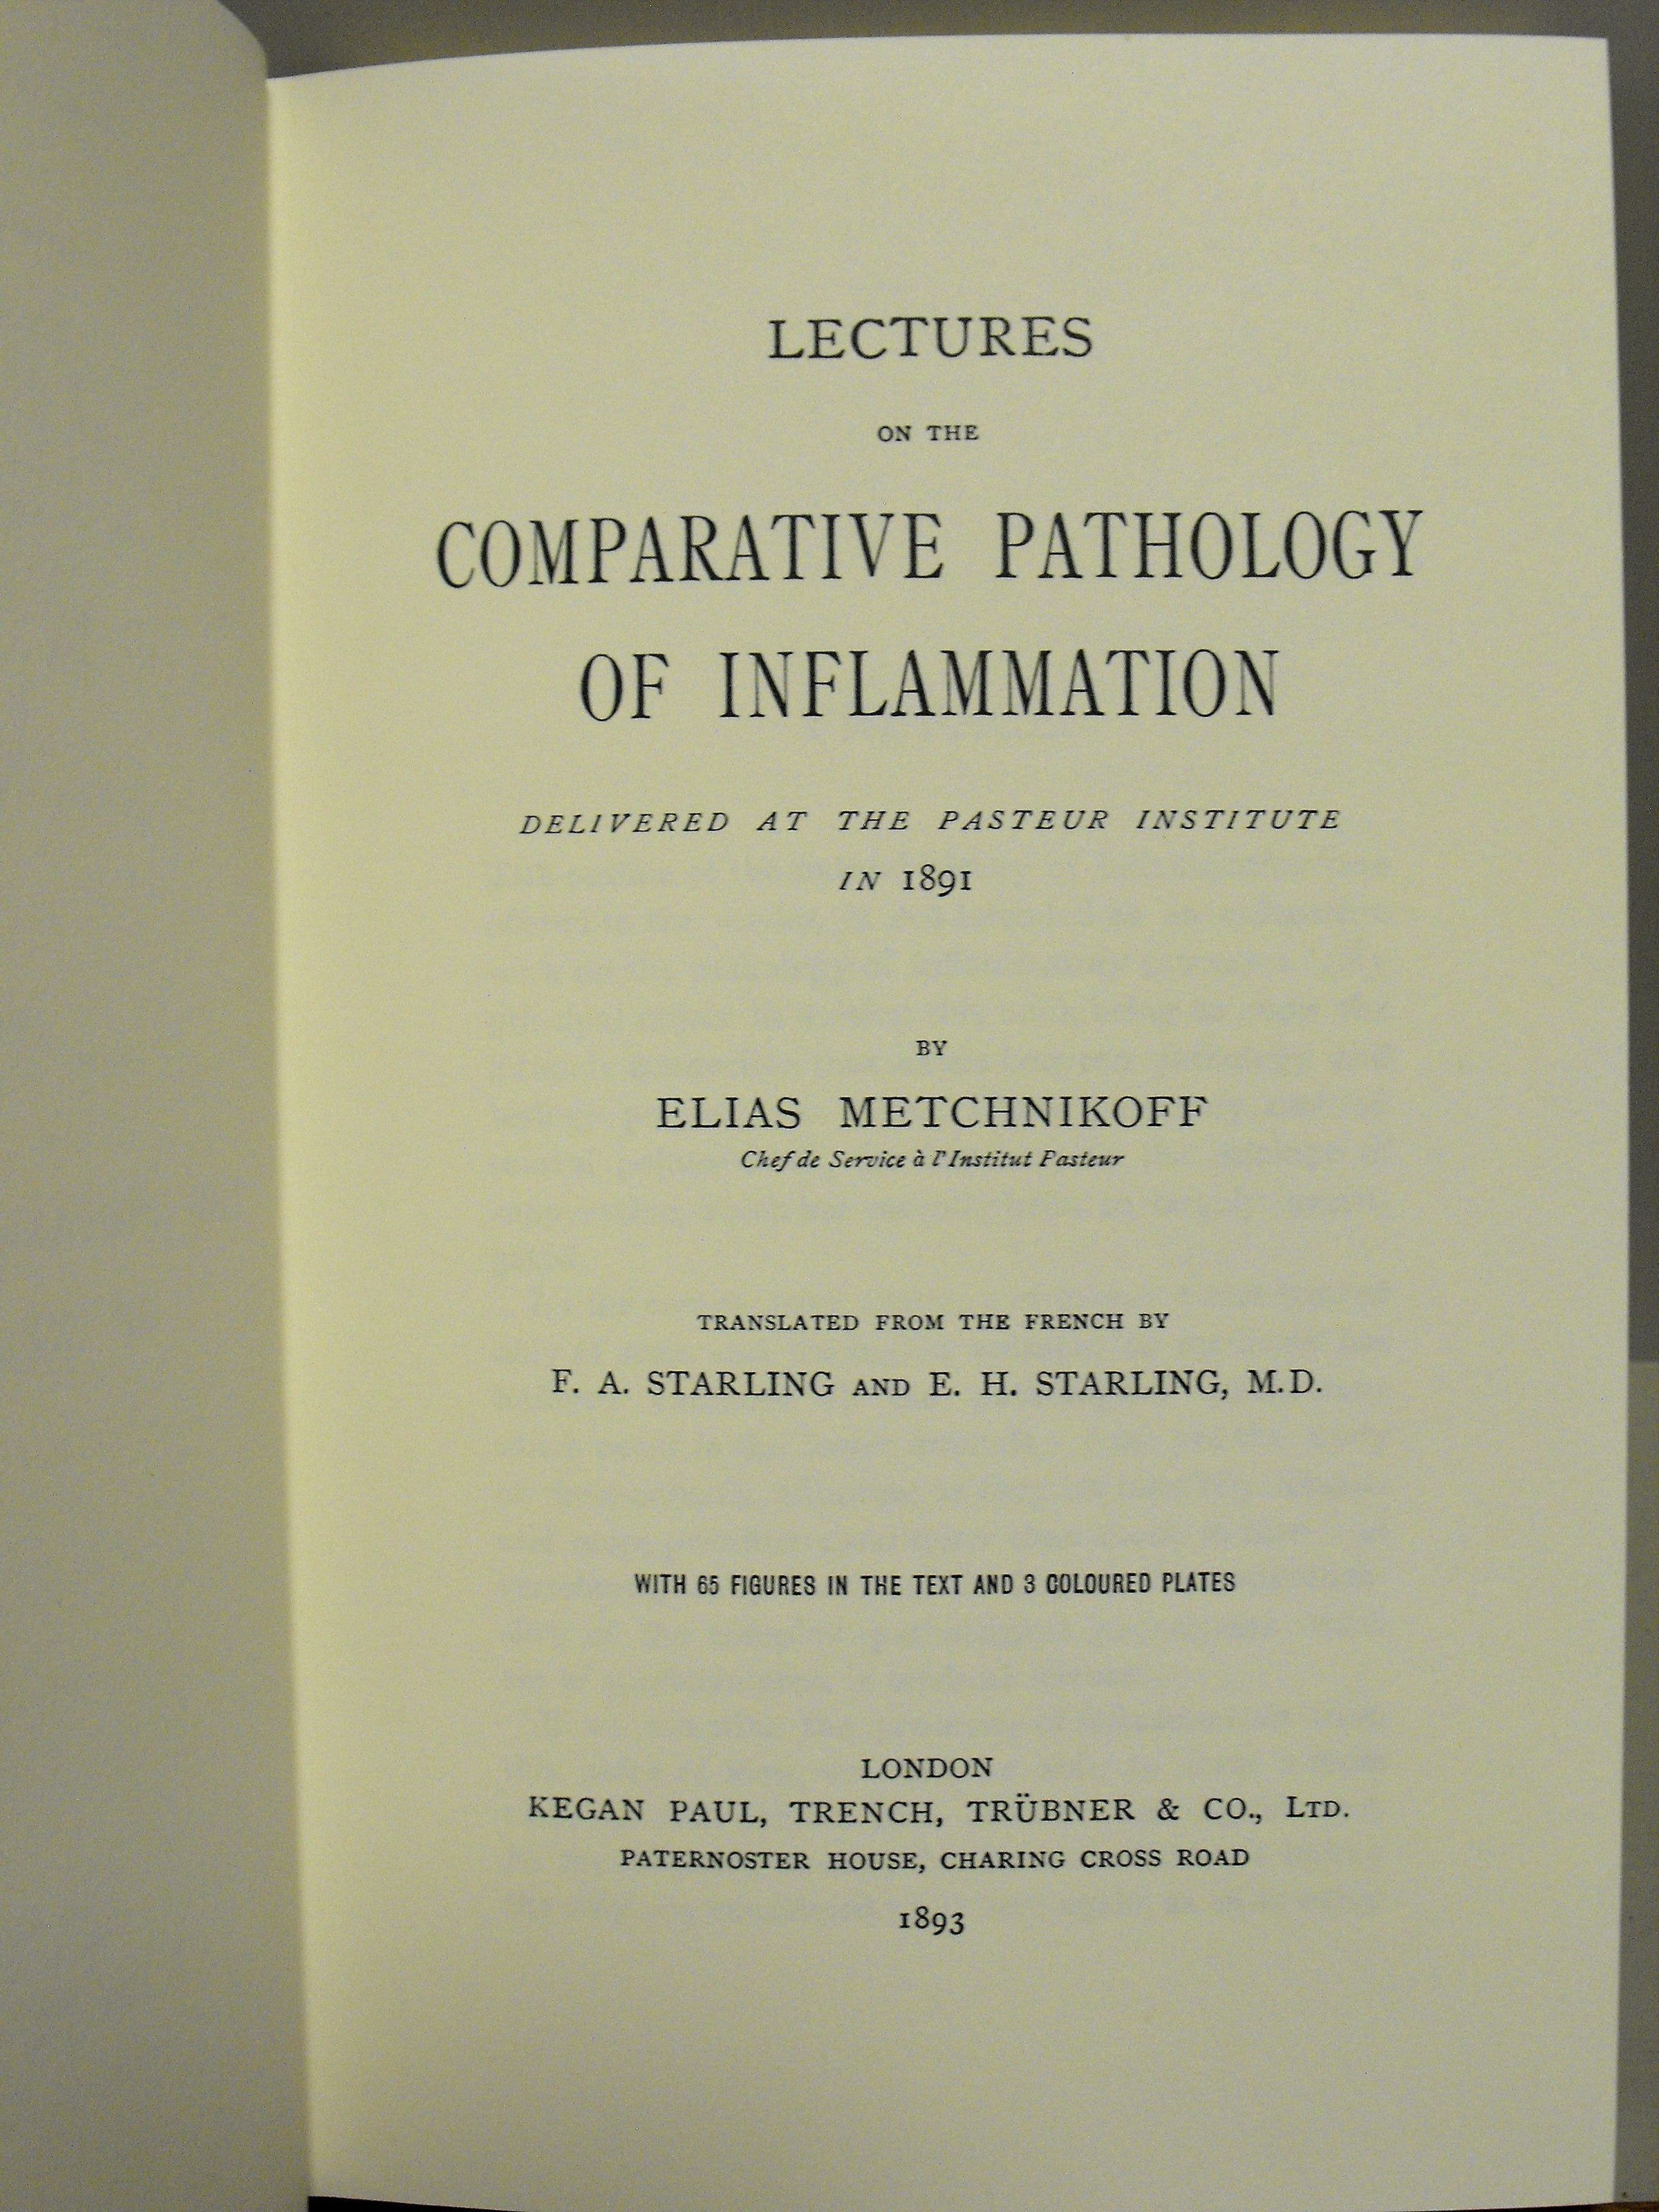 LECTURES
ON THE
COMPARATIVE PATHOLOGY
OF INFLAMMATION
DELIVERED AT THE PASTEUR INSTITUTE
IN 1891
BY
ELIAS METCHNIKOFF
Chef de Service à l'Institut Pasteur
TRANSLATED FROM THE FRENCH BY
F. A. STARLING AND E. H. STARLING, M.D.
WITH 65 FIGURES IN THE TEXT AND 3 COLOURED PLATES
LONDON
KEGAN PAUL, TRENCH, TRÜBNER & CO., LTD.
PATERNOSTER HOUSE, CHARING CROSS ROAD
1893